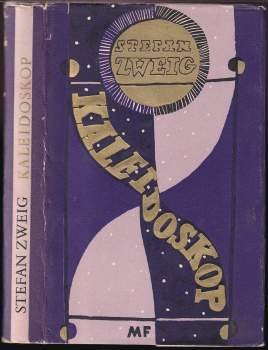 STEFAN ZWEIG KALEIDOSKOP
STEFAN
ZWEIG
KALEIDOSKOP
MF